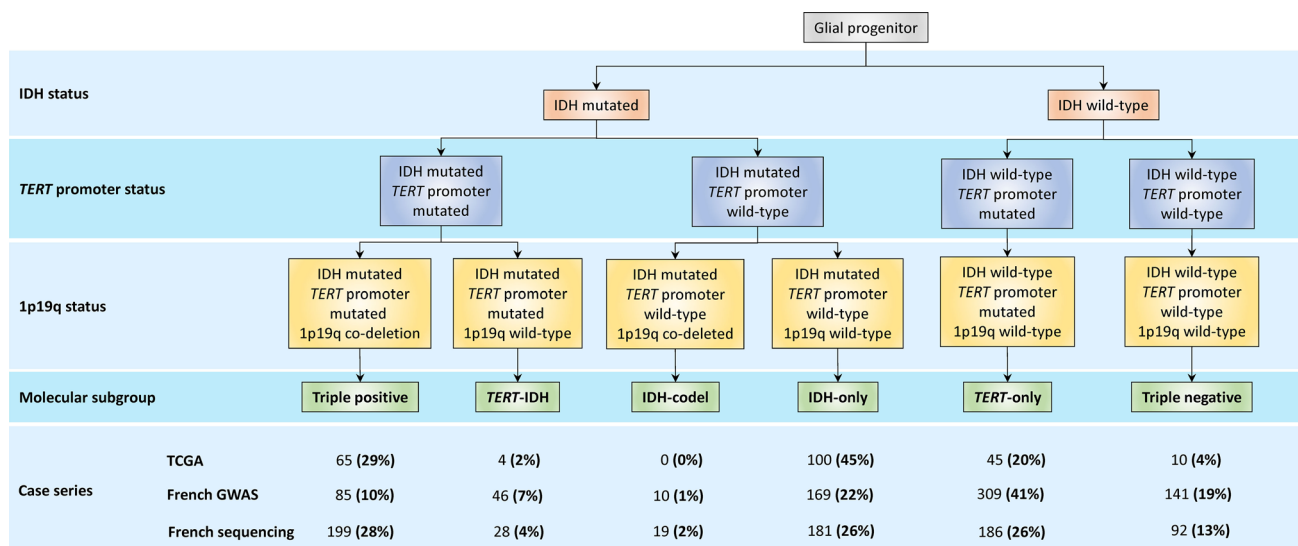 Glial progenitor
IDH status
IDH mutated
IDH wild-type
TERT promoter status
IDH mutated
TERT promoter
mutated
IDH mutated
TERT promoter
wild-type
IDH wild-type
TERT promoter
mutated
IDH wild-type
TERT promoter
wild-type
1p19q status
IDH mutated
TERT promoter
mutated
1p19q co-deletion
IDH mutated
TERT promoter
mutated
1p19q wild-type
IDH mutated
TERT promoter
wild-type
1p19q co-deleted
IDH mutated
TERT promoter
wild-type
1p19q wild-type
IDH wild-type
TERT promoter
mutated
1p19q wild-type
IDH wild-type
TERT promoter
wild-type
1p19q wild-type
Molecular subgroup
Triple positive
TERT-IDH
IDH-codel
IDH-only
TERT-only
Triple negative
Case series
TCGA 65 (29%) 4 (2%) 0 (0%) 100 (45%) 45 (20%) 10 (4%)
French GWAS 85 (10%) 46 (7%) 10 (1%) 169 (22%) 309 (41%) 141 (19%)
French sequencing 199 (28%) 28 (4%) 19 (2%) 181 (26%) 186 (26%) 92 (13%)